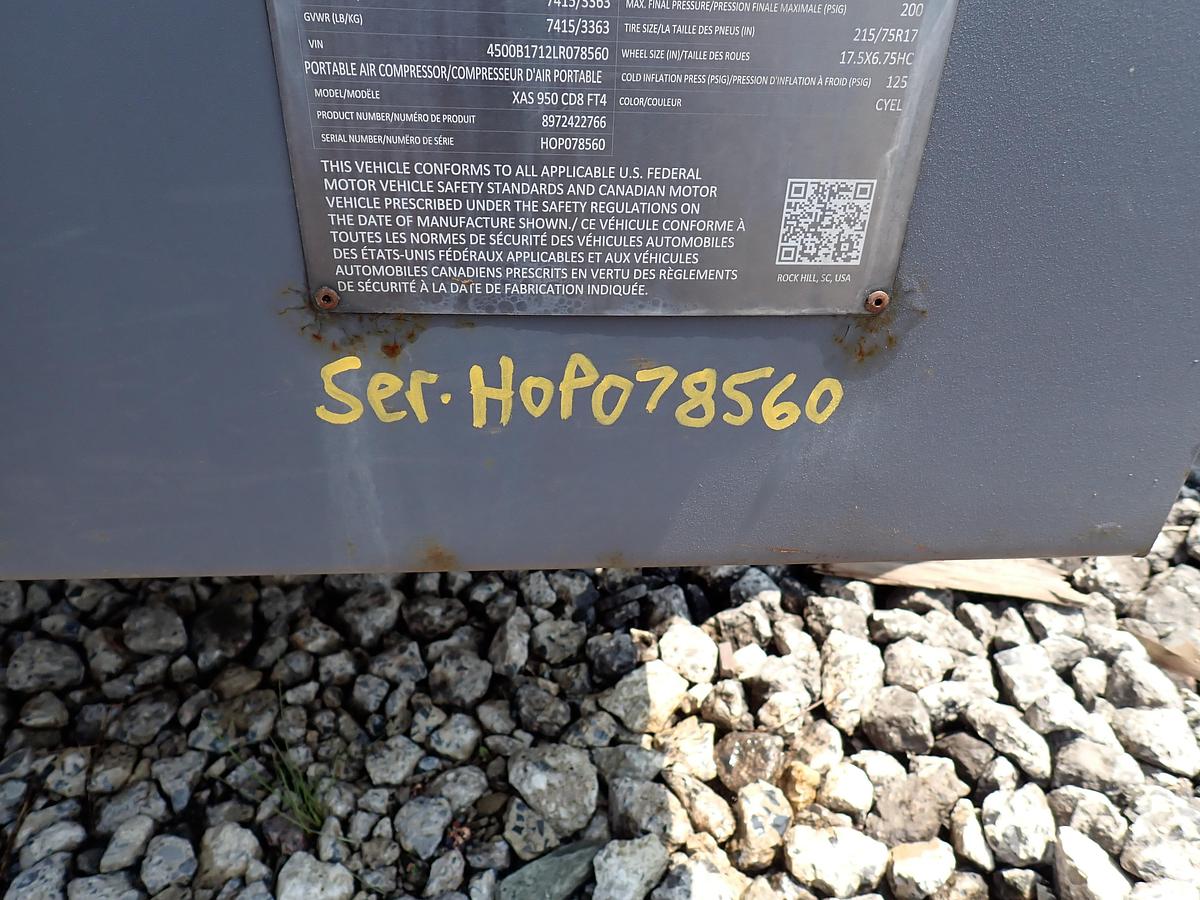 7415/3363
MAX. FINAL PRESSURE/PRESSION FINALE MAXIMALE (PSIG) 200
GVWR (LB/KG) 7415/3363
TIRE SIZE/LA TAILLE DES PNEUS (IN) 215/75R17
VIN 4500B1712LR078560
WHEEL SIZE (IN)/TAILLE DES ROUES 17.5X6.75HC
PORTABLE AIR COMPRESSOR/COMPRESSEUR D'AIR PORTABLE
COLD INFLATION PRESS (PSIG)/PRESSION D'INFLATION À FROID (PSIG) 125
MODEL/MODÈLE XAS 950 CD8 FT4
COLOR/COULEUR CYEL
PRODUCT NUMBER/NUMÉRO DE PRODUIT 8972422766
SERIAL NUMBER/NUMËRO DE SÉRIE HOP078560
THIS VEHICLE CONFORMS TO ALL APPLICABLE U.S. FEDERAL
MOTOR VEHICLE SAFETY STANDARDS AND CANADIAN MOTOR
VEHICLE PRESCRIBED UNDER THE SAFETY REGULATIONS ON
THE DATE OF MANUFACTURE SHOWN./ CE VÉHICULE CONFORME À
TOUTES LES NORMES DE SÉCURITÉ DES VÉHICULES AUTOMOBILES
DES ÉTATS-UNIS FÉDÉRAUX APPLICABLES ET AUX VÉHICULES
AUTOMOBILES CANADIENS PRESCRITS EN VERTU DES RÈGLEMENTS
DE SÉCURITÉ À LA DATE DE FABRICATION INDIQUÉE.
ROCK HILL, SC, USA
Ser. HOP078560